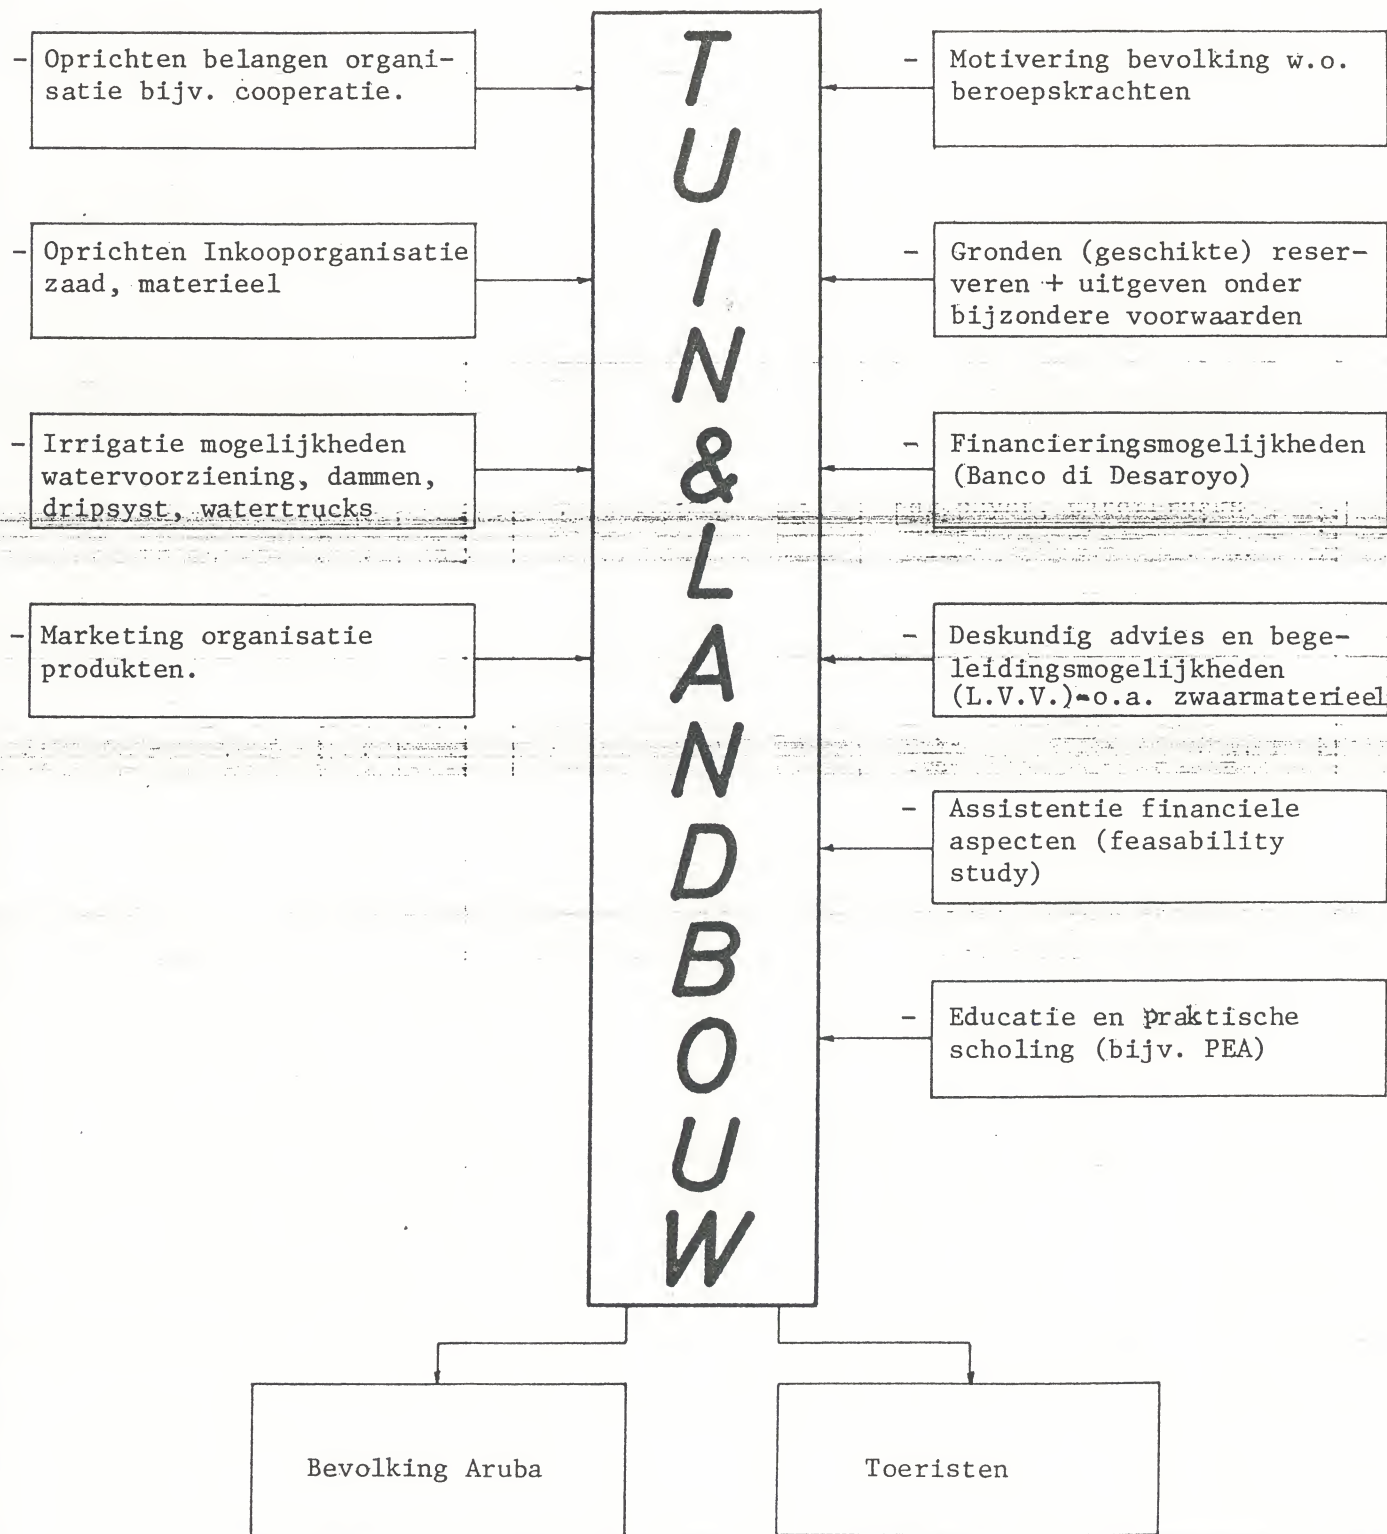 - Oprichten belangen organi-
satie bijv. cooperatie.
- Oprichten Inkooporganisatie
zaad, materieel
- Irrigatie mogelijkheden
watervoorziening, dammen,
dripsyst, watertrucks
- Marketing organisatie
produkten.
TUIN&LANDBOUW
- Motivering bevolking w.o.
beroepskrachten
- Gronden (geschikte) reser-
veren + uitgeven onder
bijzondere voorwaarden
- Financieringsmogelijkheden
(Banco di Desaroyo)
- Deskundig advies en bege-
leidingsmogelijkheden
(L.V.V.)-o.a. zwaarmaterieel
- Assistentie financiele
aspecten (feasability
study)
- Educatie en praktische
scholing (bijv. PEA)
Bevolking Aruba
Toeristen